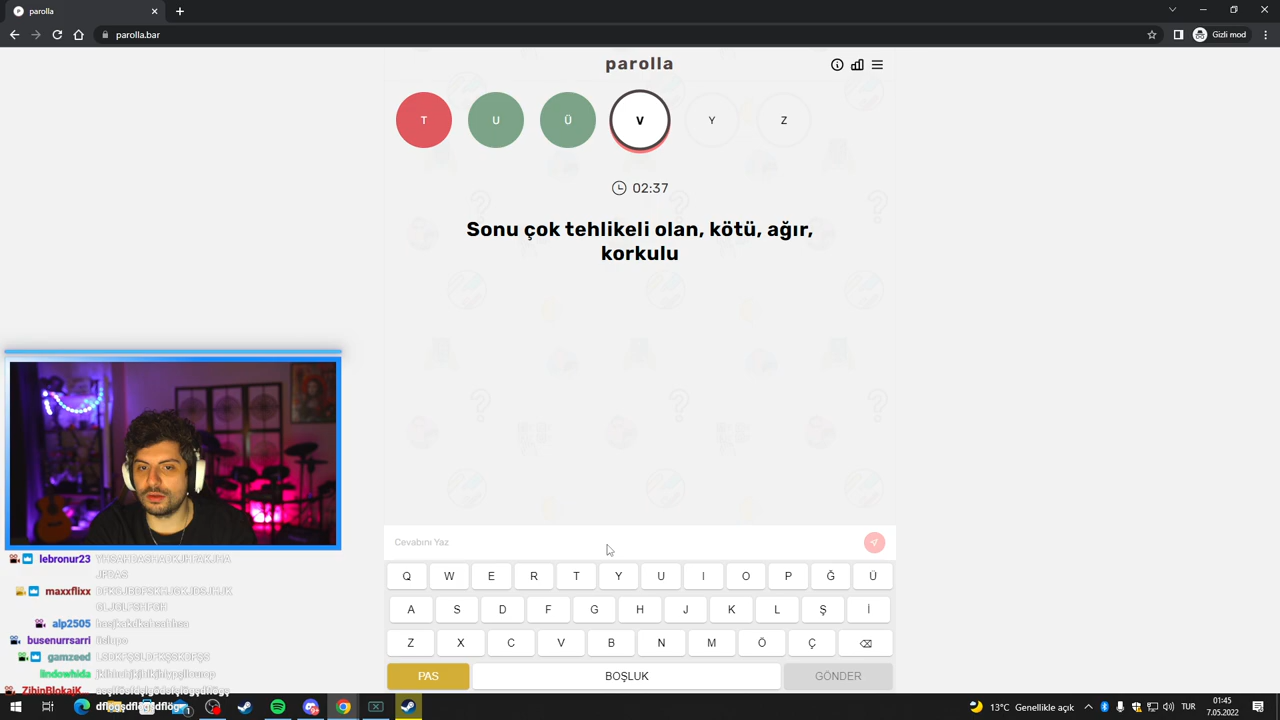 parolla
parolla.bar
Gizli mod
parolla
T U Ü V Y Z
02:37
Sonu çok tehlikeli olan, kötü, ağır,
korkulu
Cevabını Yaz
Q W E R T Y U I O P Ğ Ü
A S D F G H J K L Ş İ
Z X C V B N M Ö Ç
PAS BOŞLUK GÖNDER
lebronur23
maxxflixx
alp2505
busenurrsarri
gamzeed
lindowhida
13°C Genellikle açık
TUR
01:45
7.05.2022